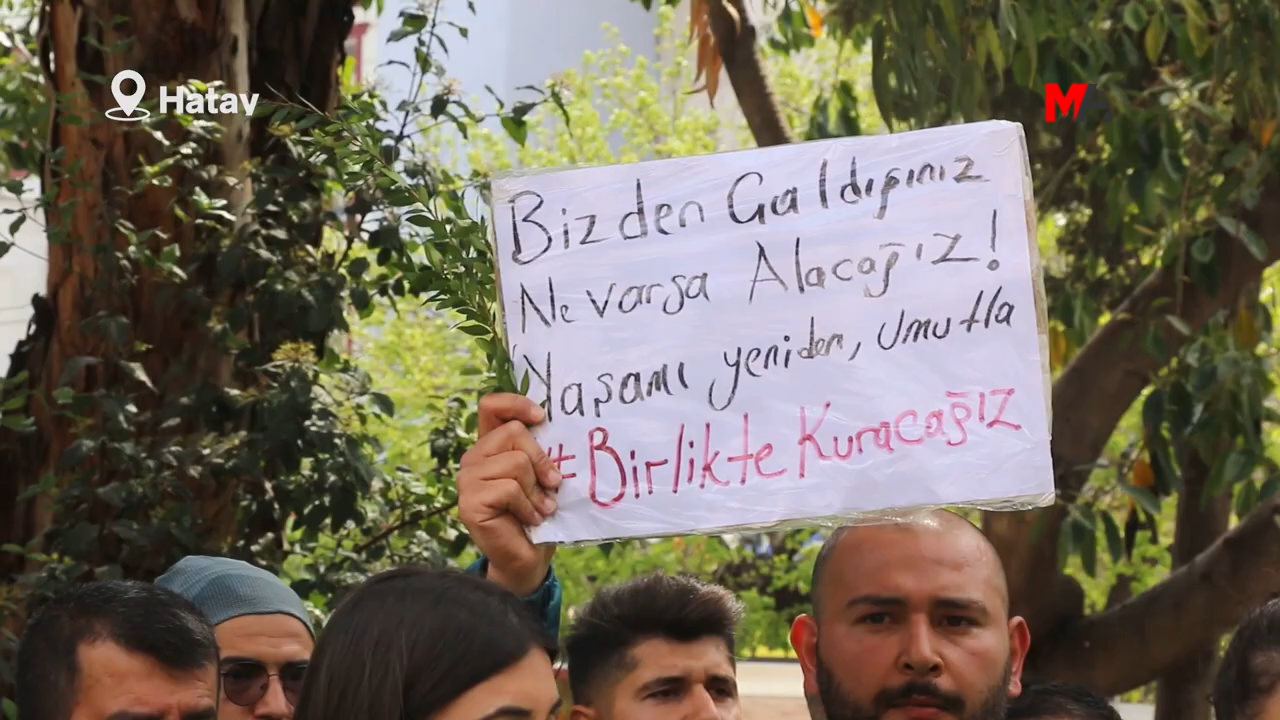 Hatay
M
Bizden Galdığınız
Ne varsa Alacağız!
Yaşamı yeniden, Umutla
#Birlikte Kuracağız